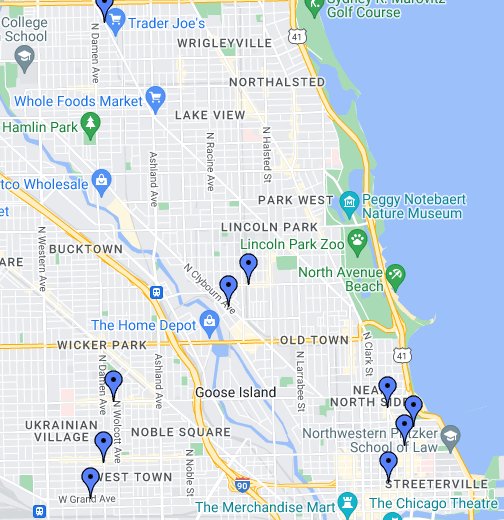 Sydney R. Marovitz
Golf Course
College
School
Trader Joe's
41
WRIGLEYVILLE
N Damen Ave
NORTHALSTED
Whole Foods Market
LAKE VIEW
Hamlin Park
N Racine Ave
N Halsted St
Ashland Ave
tco Wholesale
PARK WEST
Peggy Notebaert
Nature Museum
et
LINCOLN PARK
N Western Ave
BUCKTOWN
Lincoln Park Zoo
ARE
North Avenue
Beach
N Clybourn Ave
The Home Depot
WICKER PARK
OLD TOWN
N Clark St
41
N Damen Ave
Ashland Ave
N Larrabee St
Goose Island
NEAR
NORTH SIDE
N Wolcott Ave
UKRAINIAN
VILLAGE
NOBLE SQUARE
Northwestern Pritzker
School of Law
N Noble St
WEST TOWN
90
STREETERVILLE
W Grand Ave
The Merchandise Mart
The Chicago Theatre